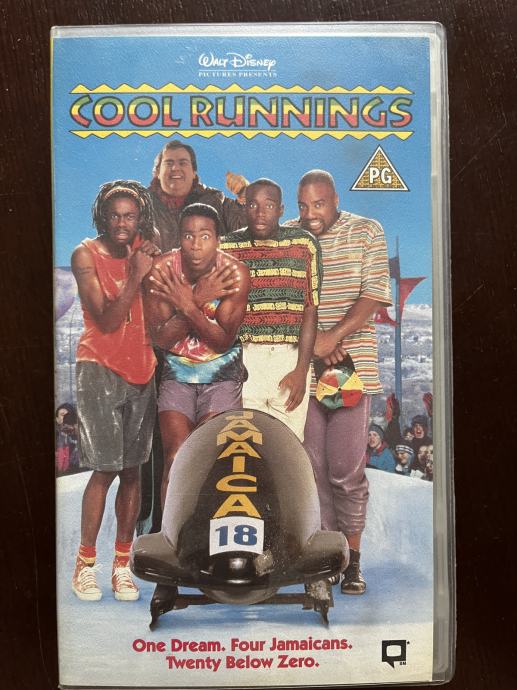 Walt Disney
PICTURES PRESENTS
COOL RUNNINGS
PG
JAMAICA
18
One Dream. Four Jamaicans.
Twenty Below Zero.